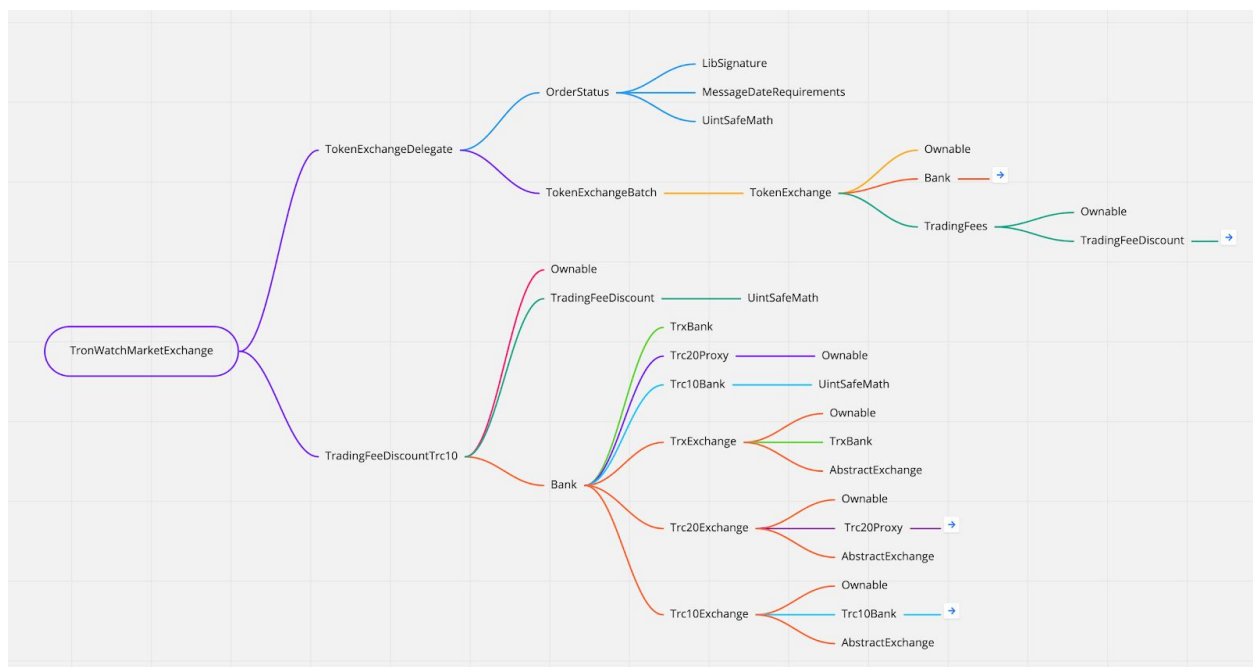 LibSignature
OrderStatus
MessageDateRequirements
UintSafeMath
TokenExchangeDelegate
Ownable
Bank
TokenExchangeBatch
TokenExchange
Ownable
TradingFees
TradingFeeDiscount
Ownable
TradingFeeDiscount
UintSafeMath
TrxBank
TronWatchMarketExchange
Trc20Proxy
Ownable
Trc10Bank
UintSafeMath
Ownable
TrxExchange
TrxBank
TradingFeeDiscountTrc10
AbstractExchange
Bank
Ownable
Trc20Exchange
Trc20Proxy
AbstractExchange
Ownable
Trc10Exchange
Trc10Bank
AbstractExchange